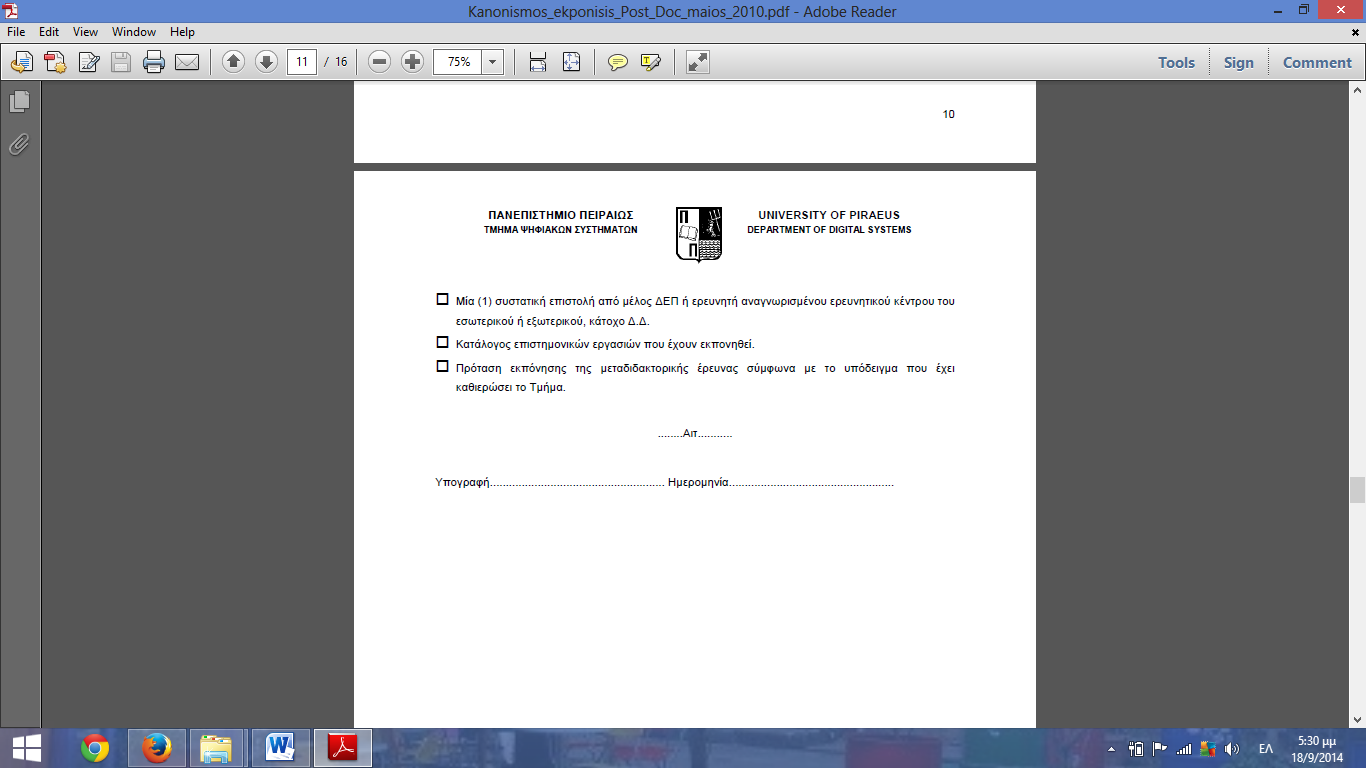 Kanonismos_ekponisis_Post_Doc_maios_2010.pdf - Adobe Reader
File Edit View Window Help
11 / 16 75% Tools Sign Comment
10
ΠΑΝΕΠΙΣΤΗΜΙΟ ΠΕΙΡΑΙΩΣ UNIVERSITY OF PIRAEUS
ΤΜΗΜΑ ΨΗΦΙΑΚΩΝ ΣΥΣΤΗΜΑΤΩΝ DEPARTMENT OF DIGITAL SYSTEMS
Π
Π
Μία (1) συστατική επιστολή από μέλος ΔΕΠ ή ερευνητή αναγνωρισμένου ερευνητικού κέντρου του
εσωτερικού ή εξωτερικού, κάτοχο Δ.Δ.
Κατάλογος επιστημονικών εργασιών που έχουν εκπονηθεί.
Πρόταση εκπόνησης της μεταδιδακτορικής έρευνας σύμφωνα με το υπόδειγμα που έχει
καθιερώσει το Τμήμα.
........Αιτ...........
Υπογραφή....................................................... Ημερομηνία....................................................
ΕΛ
5:30 μμ
18/9/2014